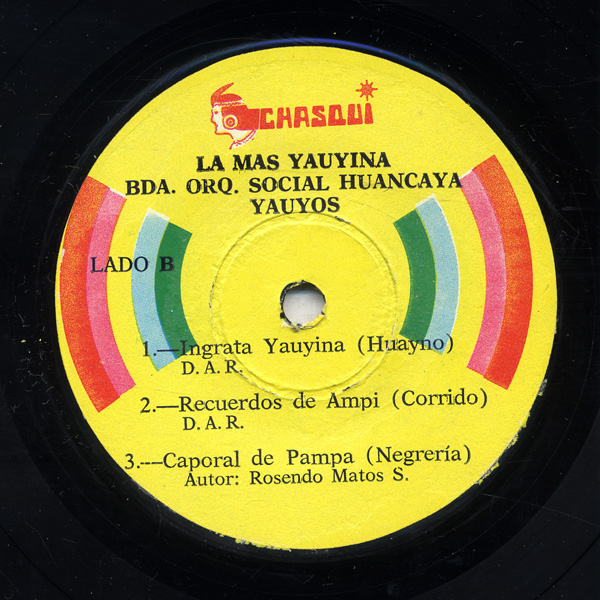 CHASQUI
LA MAS YAUYINA
BDA. ORQ. SOCIAL HUANCAYA
YAUYOS
LADO B
1.—Ingrata Yauyina (Huayno)
D. A. R.
2.—Recuerdos de Ampi (Corrido)
D. A. R.
3.---Caporal de Pampa (Negrería)
Autor: Rosendo Matos S.